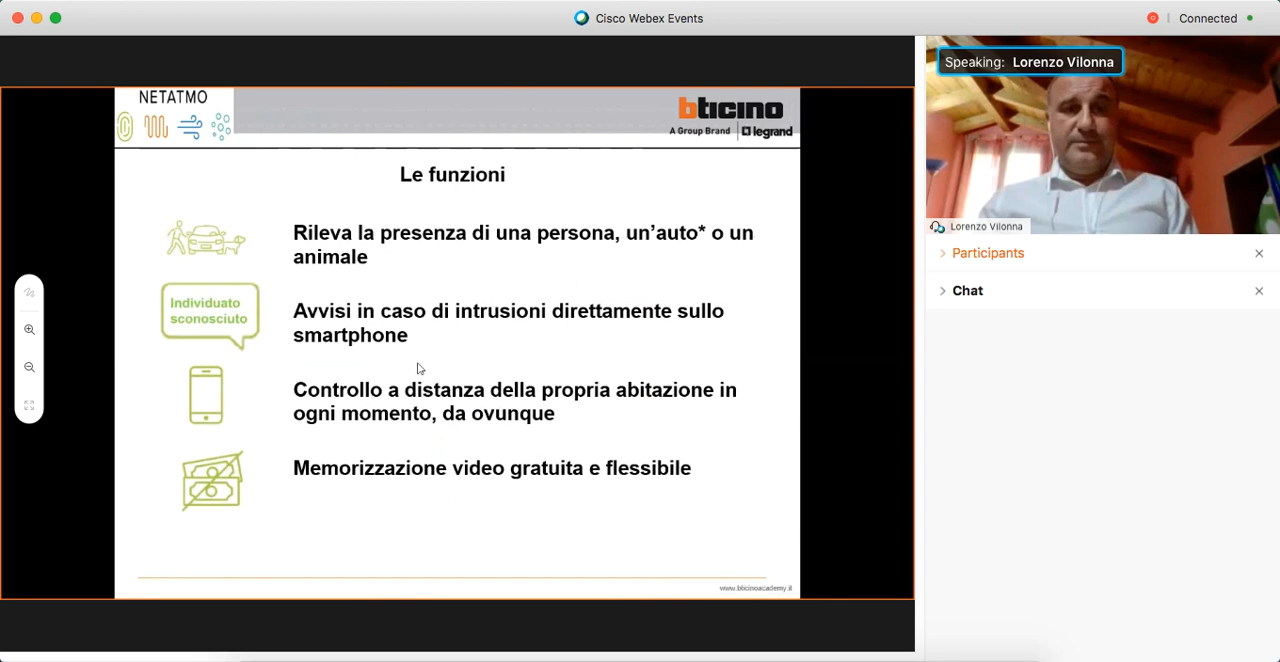 Cisco Webex Events
Connected
NETATMO
bticino
A Group Brand
legrand
Le funzioni
Rileva la presenza di una persona, un'auto* o un
animale
Individuato
sconosciuto
Avvisi in caso di intrusioni direttamente sullo
smartphone
Controllo a distanza della propria abitazione in
ogni momento, da ovunque
Memorizzazione video gratuita e flessibile
www.bticinoacademy.it
Speaking: Lorenzo Vilonna
Lorenzo Vilonna
Participants
Chat